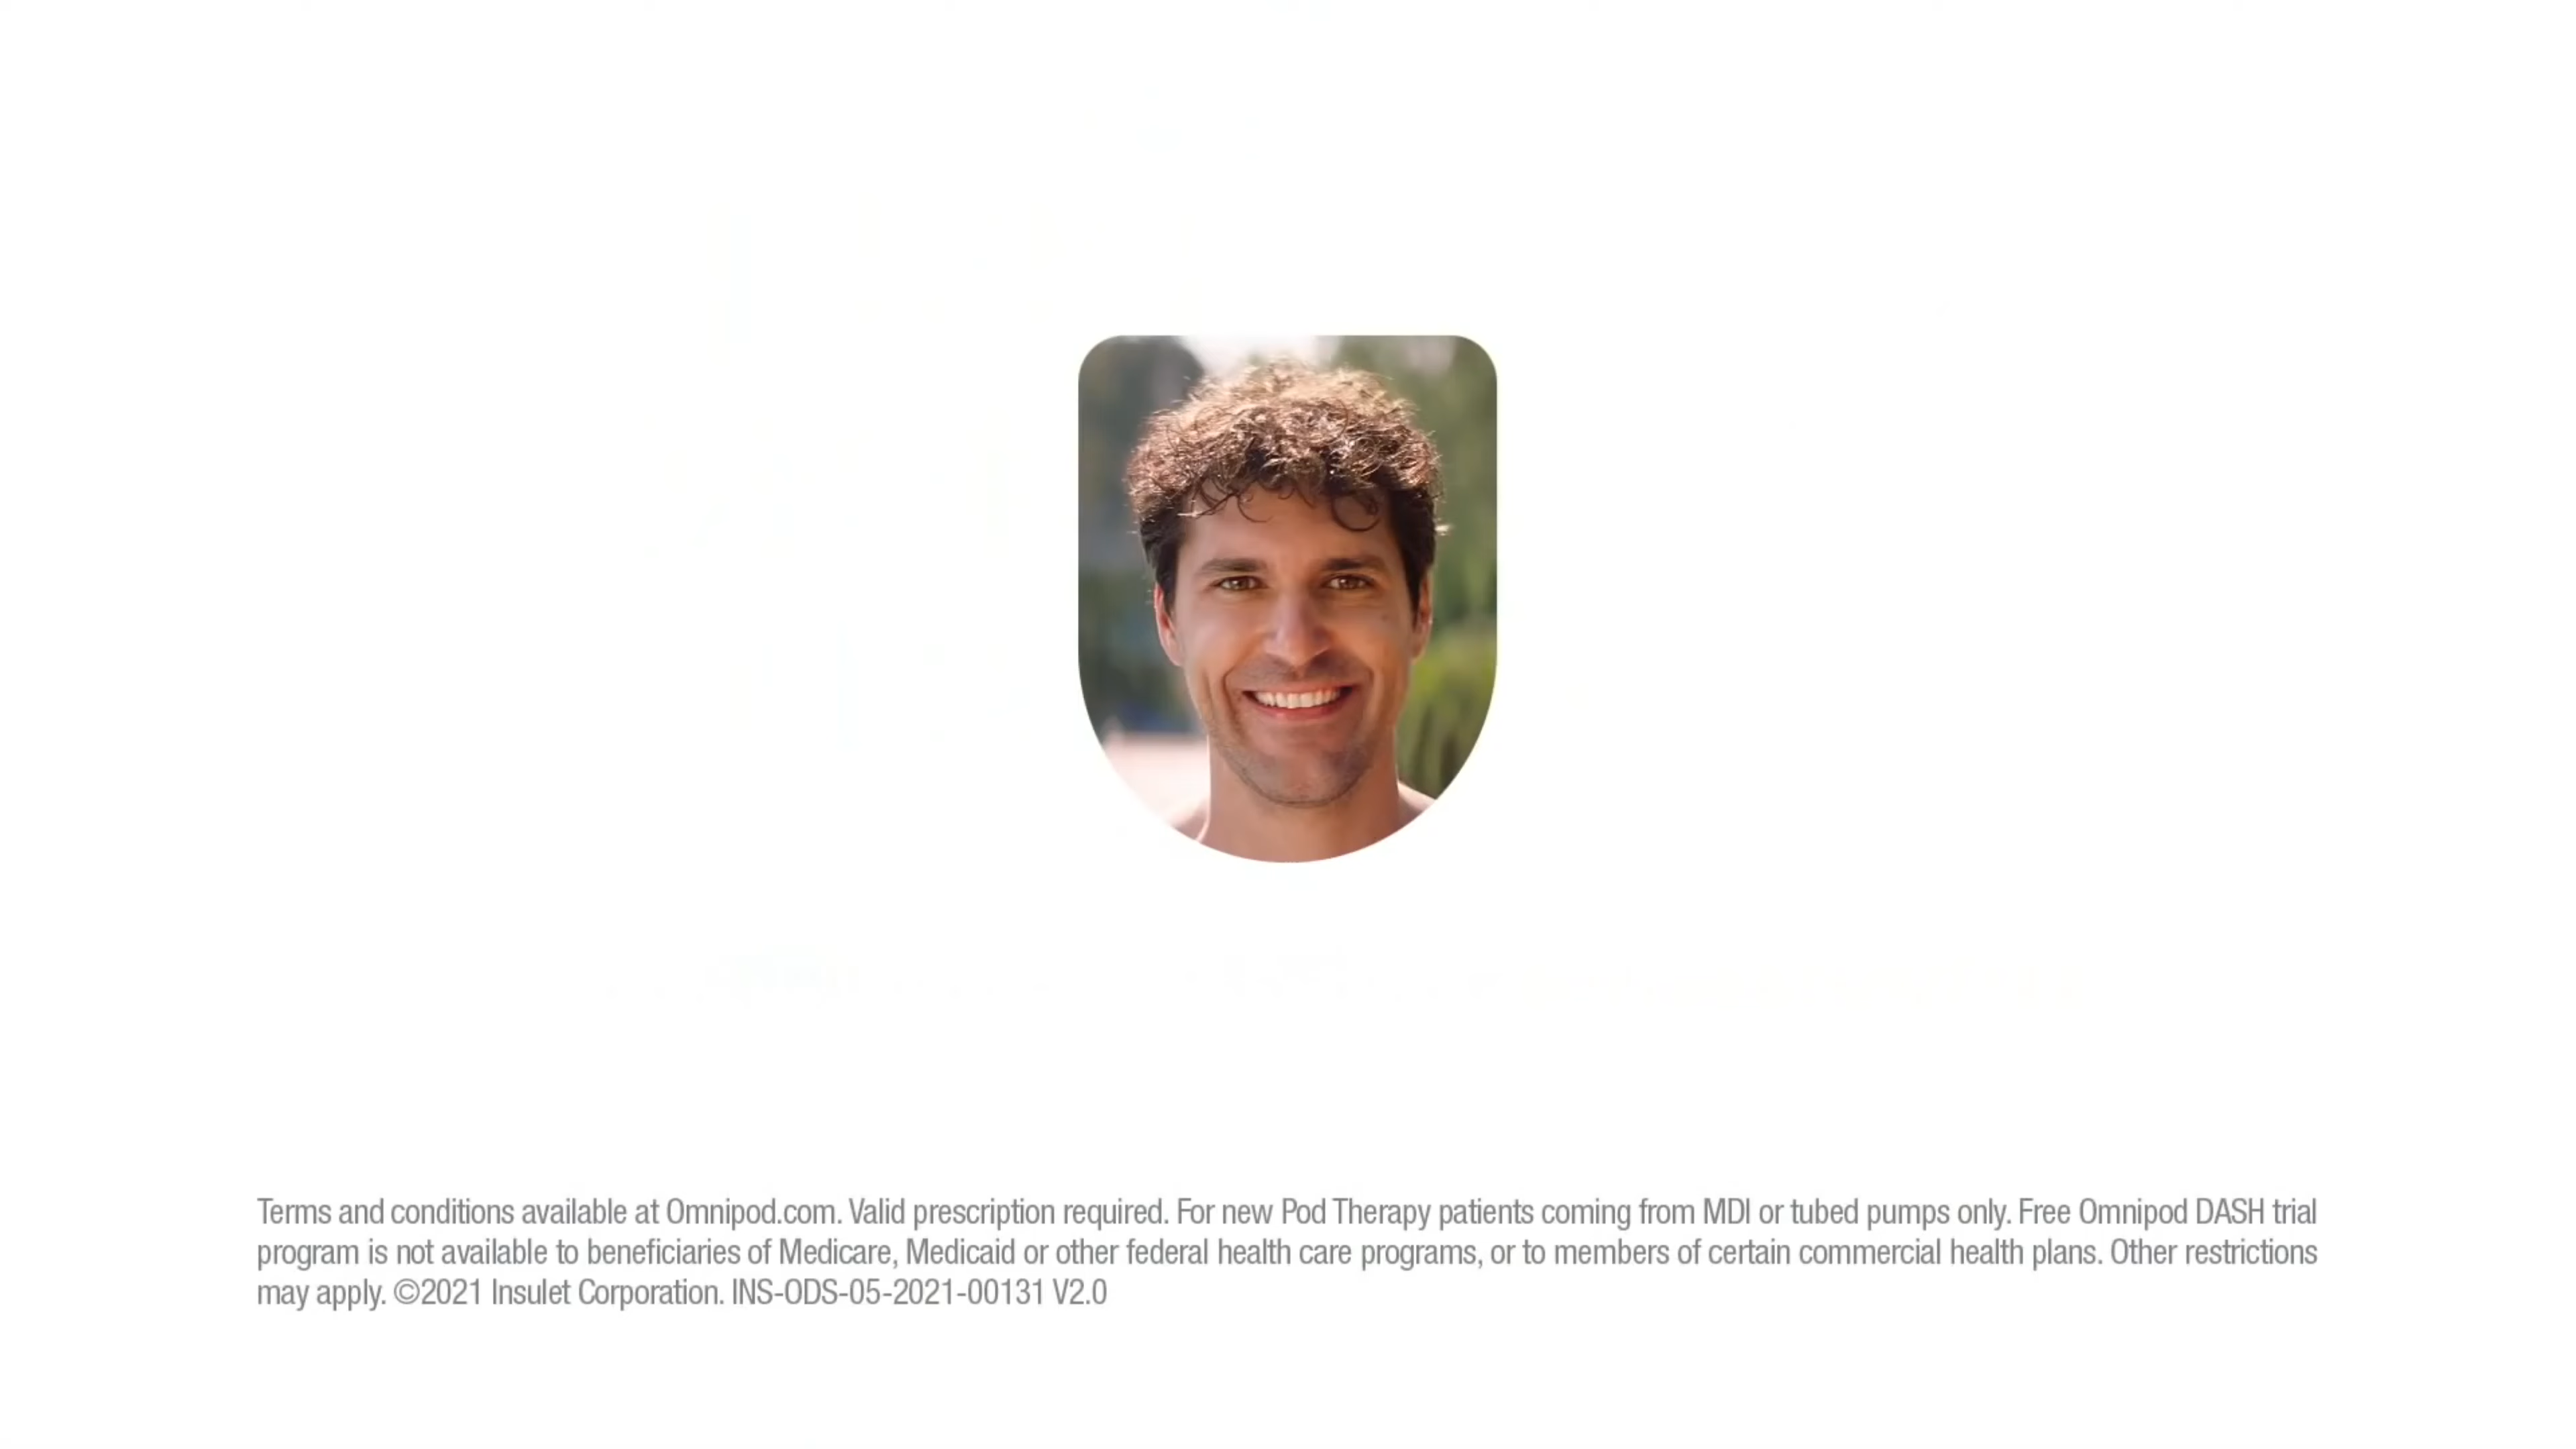 Terms and conditions available at Omnipod.com. Valid prescription required. For new Pod Therapy patients coming from MDI or tubed pumps only. Free Omnipod DASH trial
program is not available to beneficiaries of Medicare, Medicaid or other federal health care programs, or to members of certain commercial health plans. Other restrictions
may apply. ©2021 Insulet Corporation. INS-ODS-05-2021-00131 V2.0